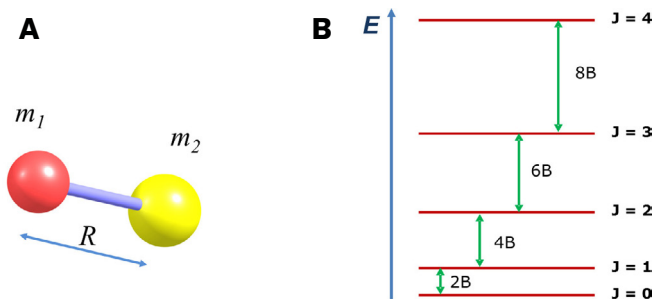 A
m1
m2
R
B
E
J = 4
8B
J = 3
6B
J = 2
4B
J = 1
2B
J = 0